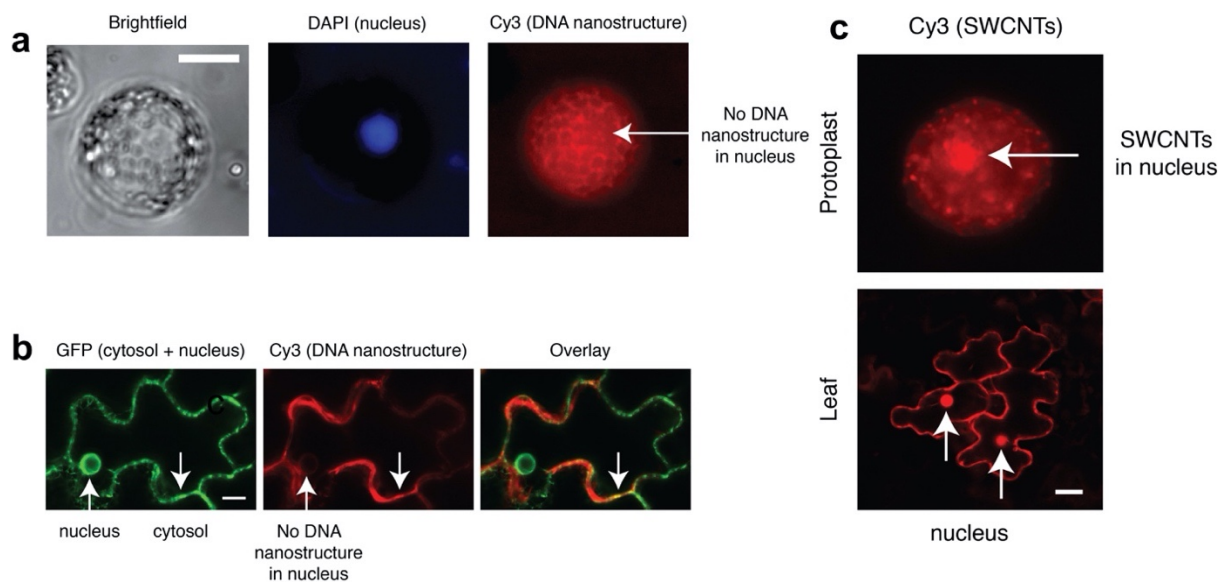 a
Brightfield
DAPI (nucleus)
Cy3 (DNA nanostructure)
No DNA
nanostructure
in nucleus
b
GFP (cytosol + nucleus)
Cy3 (DNA nanostructure)
Overlay
c
nucleus
cytosol
No DNA
nanostructure
in nucleus
c
Cy3 (SWCNTs)
Protoplast
SWCNTs
in nucleus
Leaf
nucleus